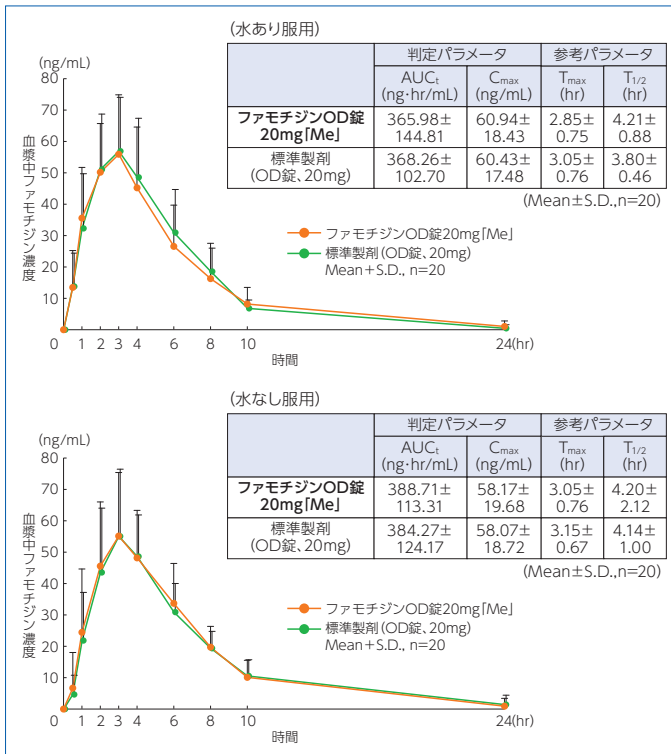 (水あり服用)
(ng/mL)
血漿中ファモチジン濃度
80
70
60
50
40
30
20
10
0
1 2 3 4 6 8 10 24(hr)
時間
判定パラメータ 参考パラメータ
AUCt (ng·hr/mL) Cmax (ng/mL) Tmax (hr) T1/2 (hr)
ファモチジンOD錠 20mg「Me」 365.98± 144.81 60.94± 18.43 2.85± 0.75 4.21± 0.88
標準製剤 (OD錠、20mg) 368.26± 102.70 60.43± 17.48 3.05± 0.76 3.80± 0.46
(Mean±S.D.,n=20)
ファモチジンOD錠20mg「Me」
標準製剤(OD錠、20mg)
Mean+S.D., n=20
(水なし服用)
(ng/mL)
血漿中ファモチジン濃度
80
70
60
50
40
30
20
10
0
1 2 3 4 6 8 10 24(hr)
時間
判定パラメータ 参考パラメータ
AUCt (ng·hr/mL) Cmax (ng/mL) Tmax (hr) T1/2 (hr)
ファモチジンOD錠 20mg「Me」 388.71± 113.31 58.17± 19.68 3.05± 0.76 4.20± 2.12
標準製剤 (OD錠、20mg) 384.27± 124.17 58.07± 18.72 3.15± 0.67 4.14± 1.00
(Mean±S.D.,n=20)
ファモチジンOD錠20mg「Me」
標準製剤(OD錠、20mg)
Mean+S.D., n=20